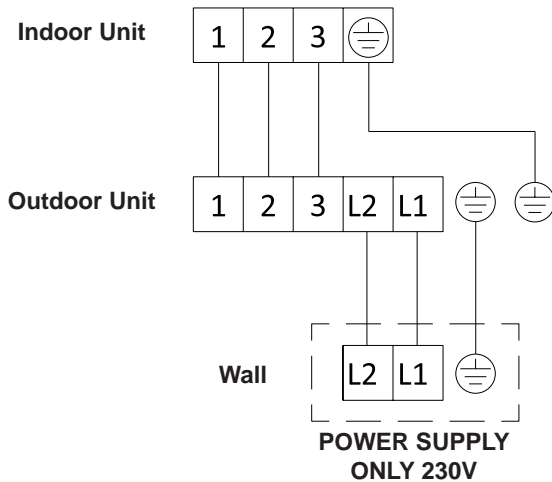 Indoor Unit 1 2 3
Outdoor Unit 1 2 3 L2 L1
Wall L2 L1
POWER SUPPLY
ONLY 230V